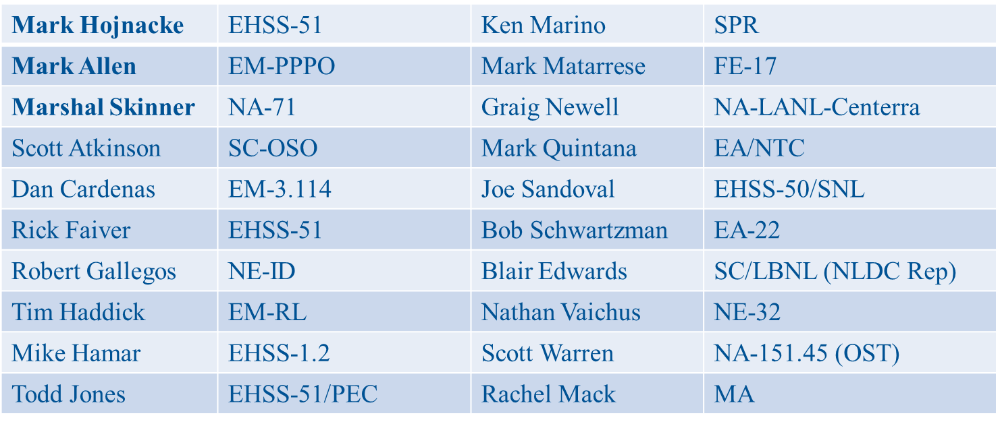 Mark Hojnacke EHSS-51 Ken Marino SPR
Mark Allen EM-PPPO Mark Matarrese FE-17
Marshal Skinner NA-71 Graig Newell NA-LANL-Centerra
Scott Atkinson SC-OSO Mark Quintana EA/NTC
Dan Cardenas EM-3.114 Joe Sandoval EHSS-50/SNL
Rick Faiver EHSS-51 Bob Schwartzman EA-22
Robert Gallegos NE-ID Blair Edwards SC/LBNL (NLDC Rep)
Tim Haddick EM-RL Nathan Vaichus NE-32
Mike Hamar EHSS-1.2 Scott Warren NA-151.45 (OST)
Todd Jones EHSS-51/PEC Rachel Mack MA